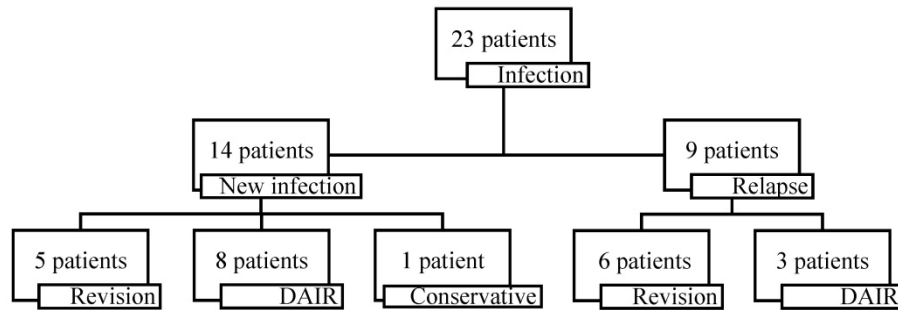 23 patients
Infection
14 patients
New infection
9 patients
Relapse
5 patients
Revision
8 patients
DAIR
1 patient
Conservative
6 patients
Revision
3 patients
DAIR